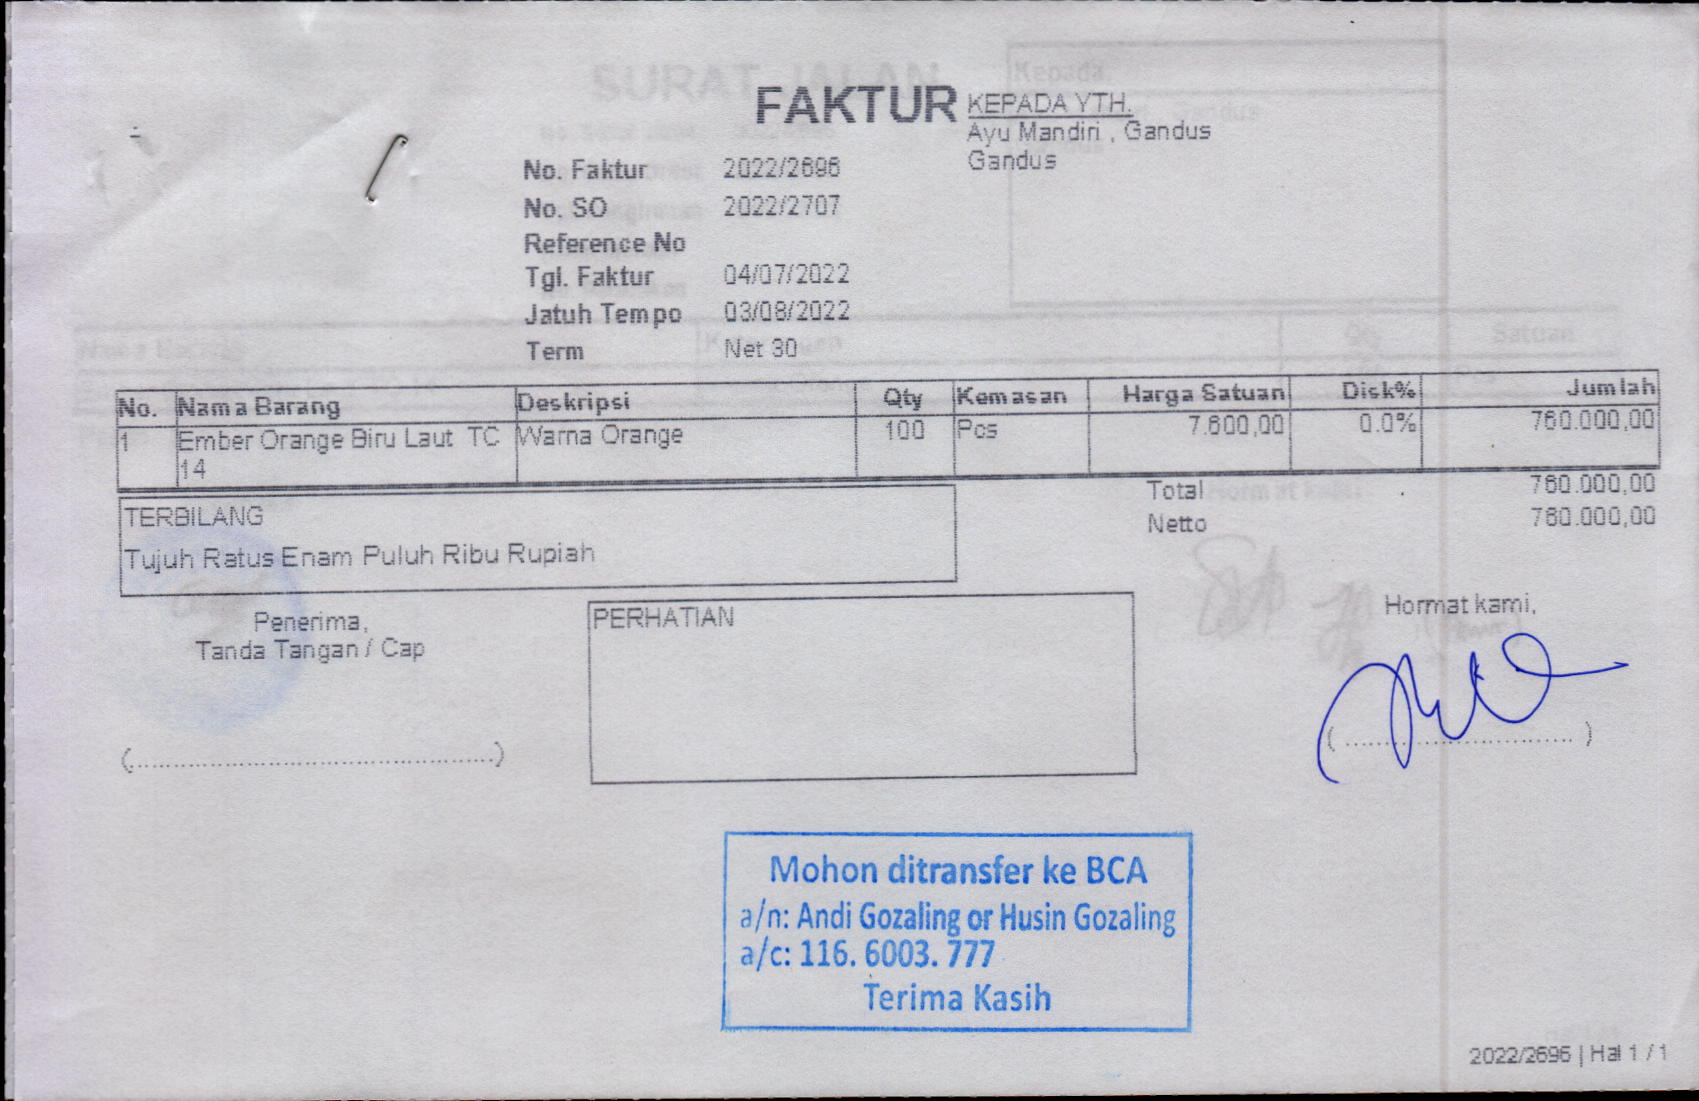 FAKTUR
KEPADA YTH.
Ayu Mandiri , Gandus
Gandus
No. Faktur 2022/2696
No. SO 2022/2707
Reference No
Tgl. Faktur 04/07/2022
Jatuh Tempo 03/08/2022
Term Net 30
No. Nama Barang Deskripsi Qty Kemasan Harga Satuan Disk% Jumlah
1 Ember Orange Biru Laut TC Warna Orange 100 Pcs 7.600,00 0.0% 760.000,00
14
Total 760.000,00
Netto 760.000,00
TERBILANG
Tujuh Ratus Enam Puluh Ribu Rupiah
Penerima,
Tanda Tangan / Cap
PERHATIAN
Hormat kami,
Mohon ditransfer ke BCA
a/n: Andi Gozaling or Husin Gozaling
a/c: 116. 6003. 777
Terima Kasih
2022/2696 | Hal 1 / 1
SURAT JALAN
Kepada
Satuan